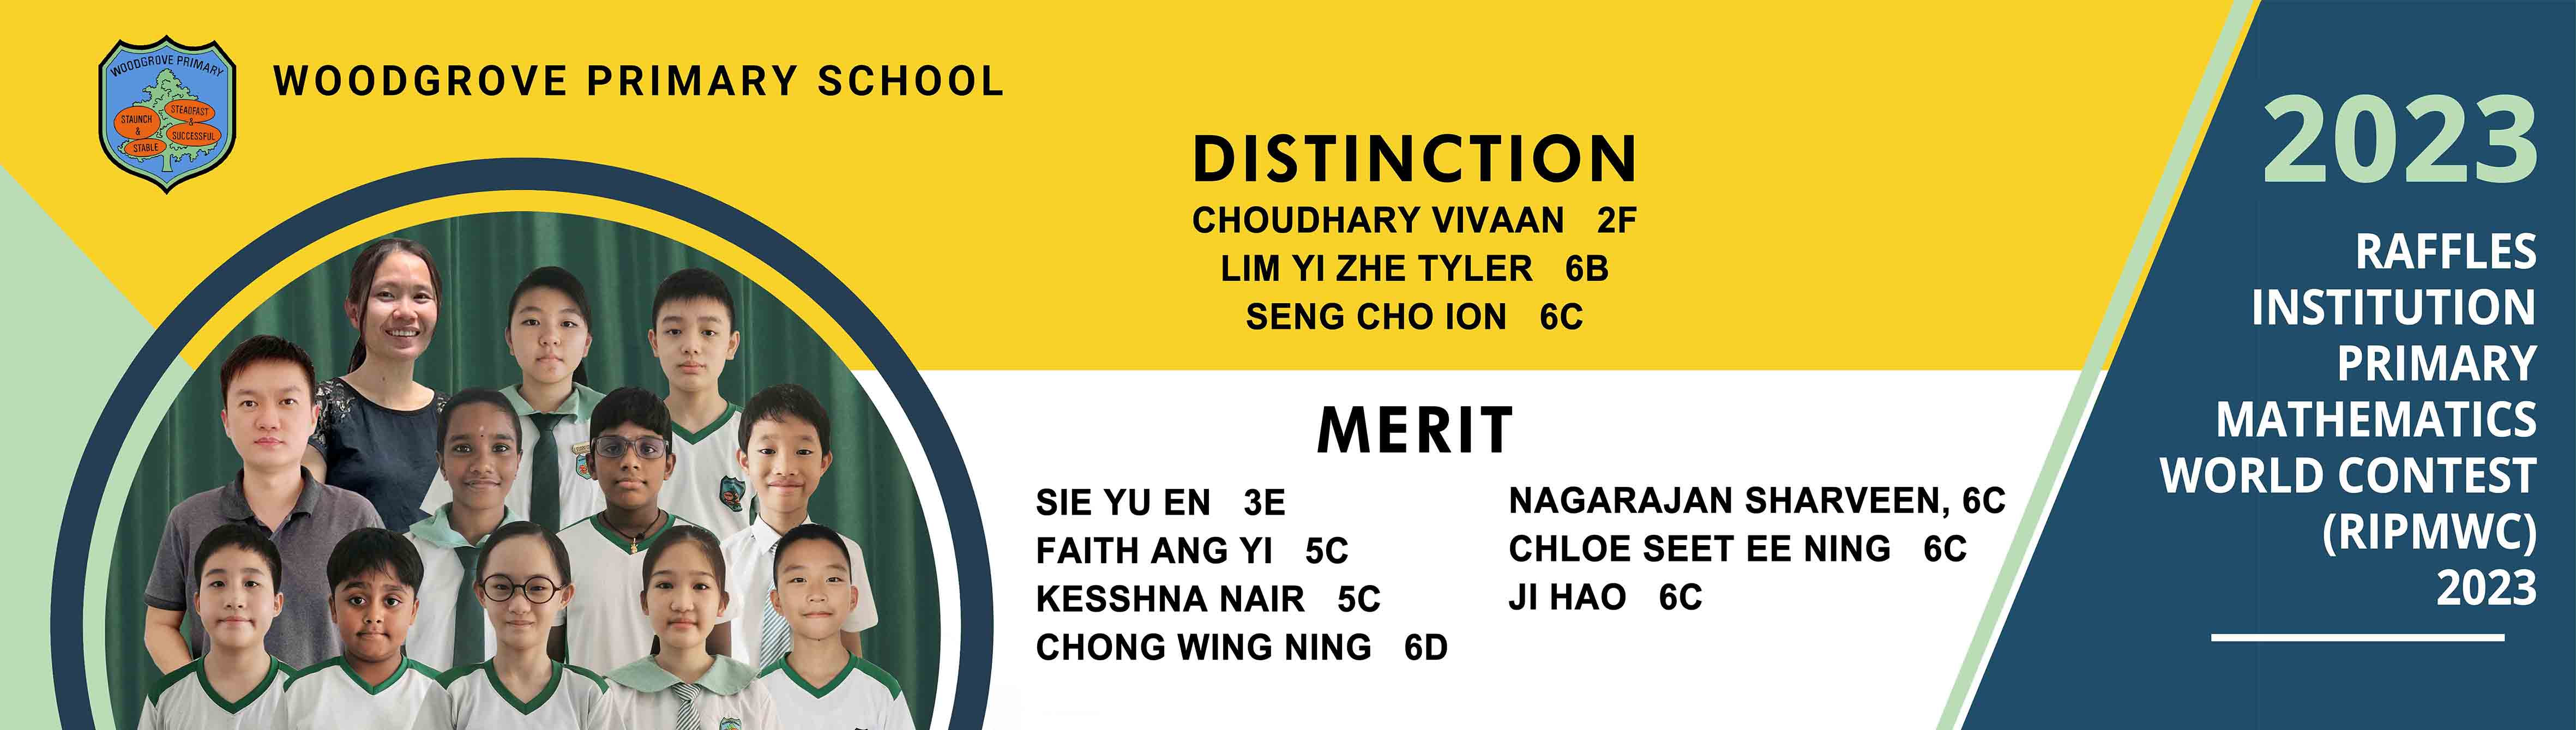 WOODGROVE PRIMARY
STAUNCH
&
STABLE
STEADFAST
&
SUCCESSFUL
WOODGROVE PRIMARY SCHOOL
DISTINCTION
CHOUDHARY VIVAAN 2F
LIM YI ZHE TYLER 6B
SENG CHO ION 6C
MERIT
SIE YU EN 3E
FAITH ANG YI 5C
KESSHNA NAIR 5C
CHONG WING NING 6D
NAGARAJAN SHARVEEN, 6C
CHLOE SEET EE NING 6C
JI HAO 6C
2023
RAFFLES
INSTITUTION
PRIMARY
MATHEMATICS
WORLD CONTEST
(RIPMWC)
2023